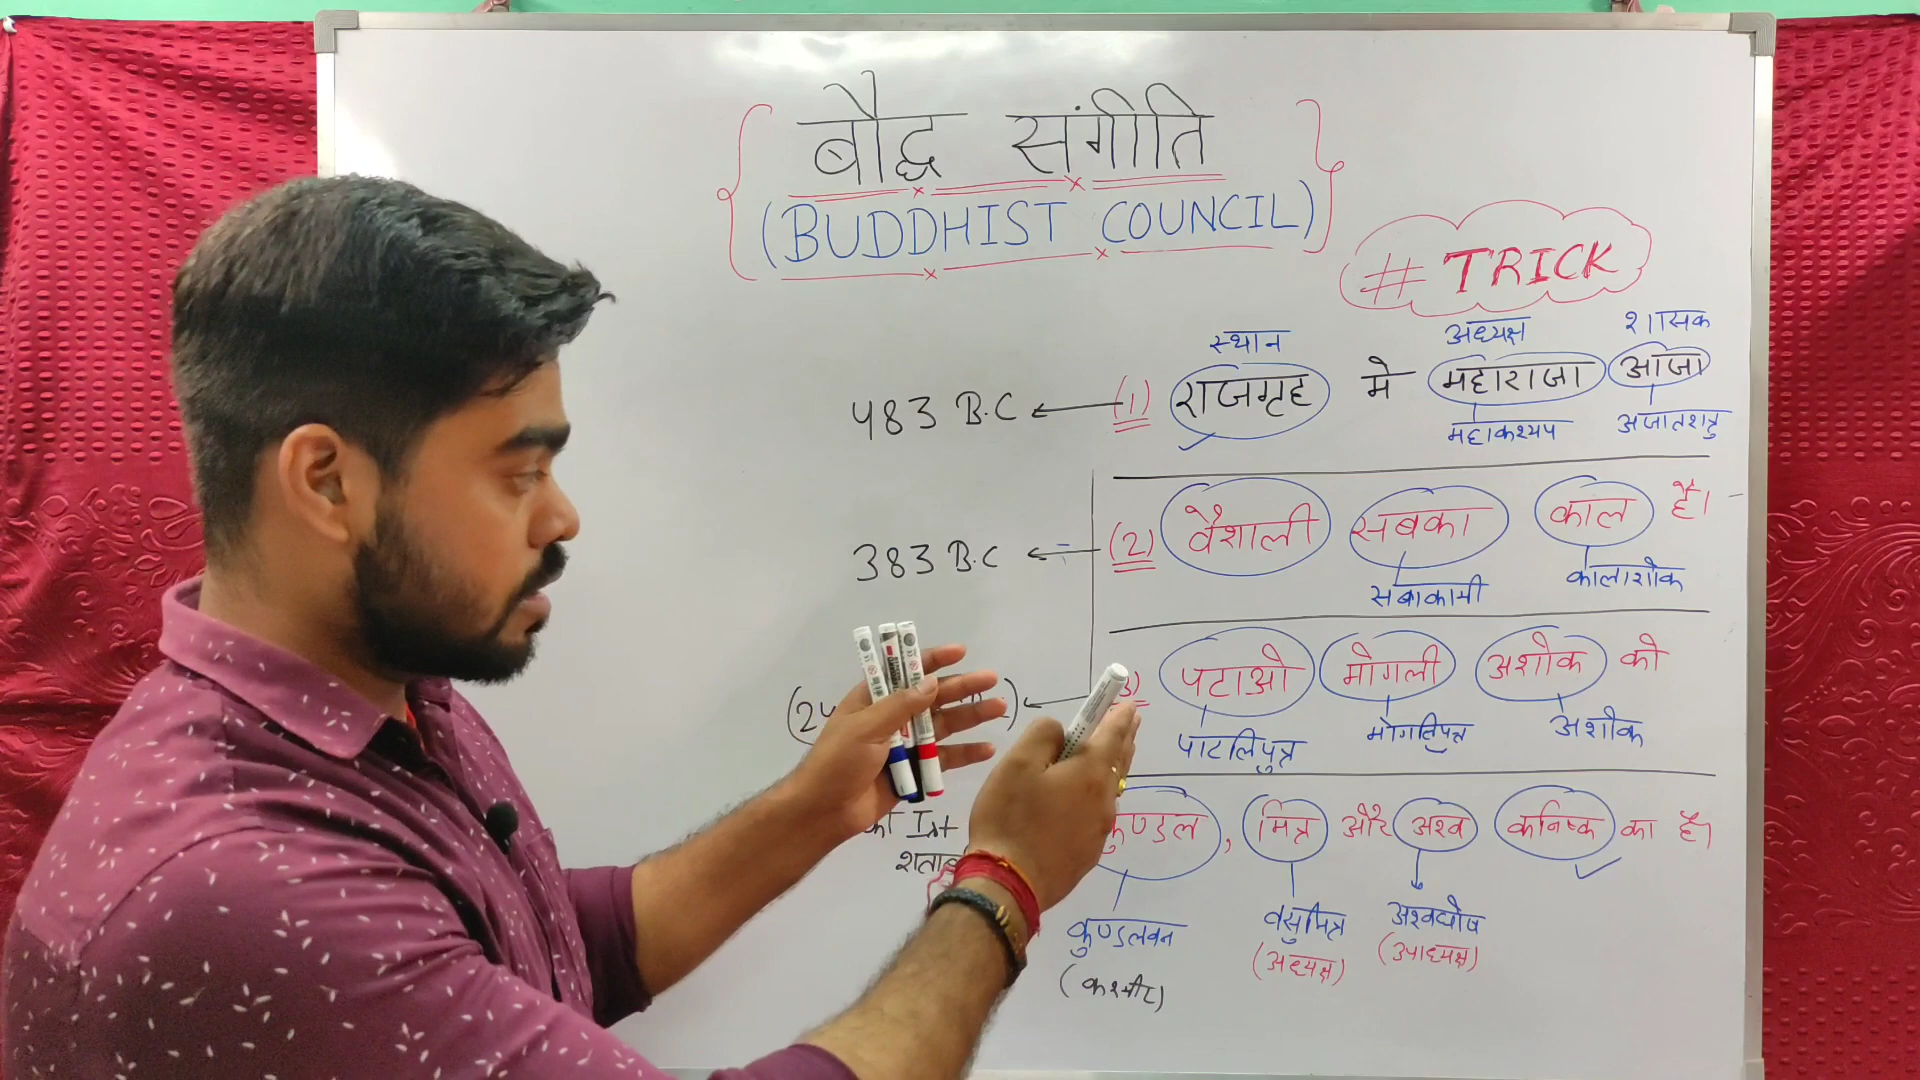 बौद्ध संगीति
(BUDDHIST COUNCIL)
# TRICK
स्थान अध्यक्ष शासक
483 B.C (1) राजगृह मे महाराजा आजा
महाकश्यप अजातशत्रु
383 B.C (2) वैशाली सबका काल है।
सबाकामी कालाशोक
पटाओ मोगली अशोक को
पाटलिपुत्र मोगलिपुत्र अशोक
कुण्डल, मित्र और अश्व कनिष्क का है।
कुण्डलवन वसुमित्र अश्वघोष
(कश्मीर) (अध्यक्ष) (उपाध्यक्ष)